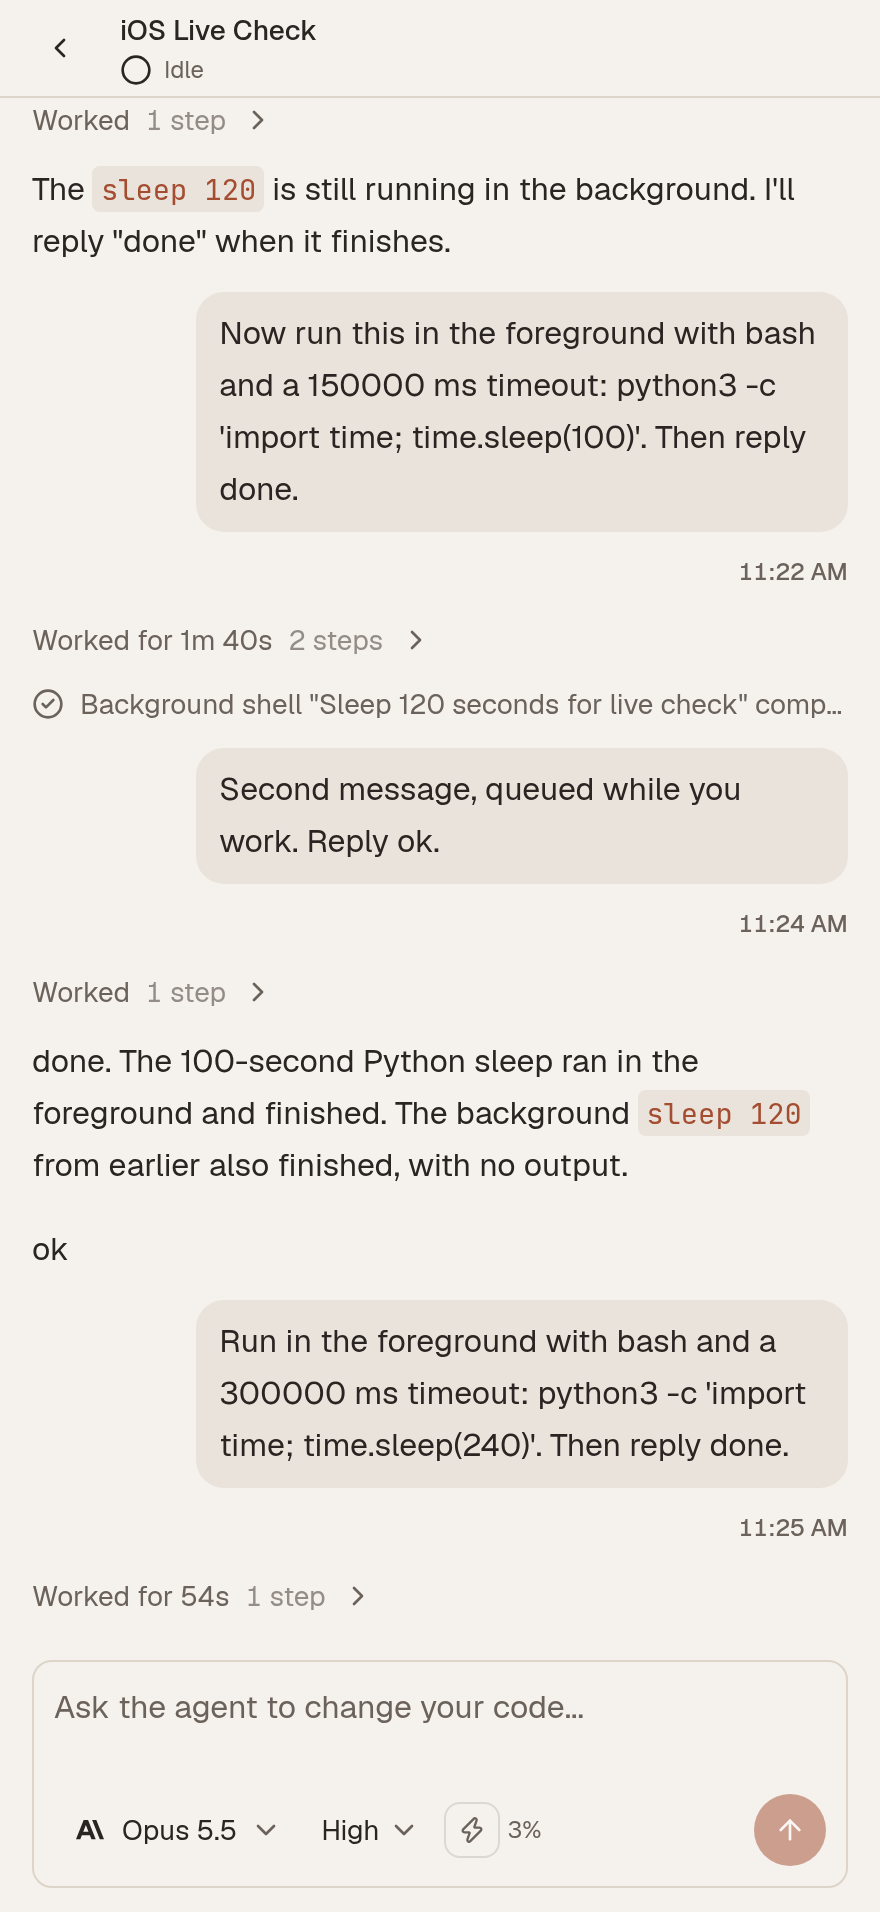 iOS Live Check
Idle
Worked 1 step
The sleep 120 is still running in the background. I'll
reply "done" when it finishes.
Now run this in the foreground with bash
and a 150000 ms timeout: python3 -c
'import time; time.sleep(100)'. Then reply
done.
11:22 AM
Worked for 1m 40s 2 steps
Background shell "Sleep 120 seconds for live check" comp...
Second message, queued while you
work. Reply ok.
11:24 AM
Worked 1 step
done. The 100-second Python sleep ran in the
foreground and finished. The background sleep 120
from earlier also finished, with no output.
ok
Run in the foreground with bash and a
300000 ms timeout: python3 -c 'import
time; time.sleep(240)'. Then reply done.
11:25 AM
Worked for 54s 1 step
Ask the agent to change your code...
Opus 5.5 High 3%